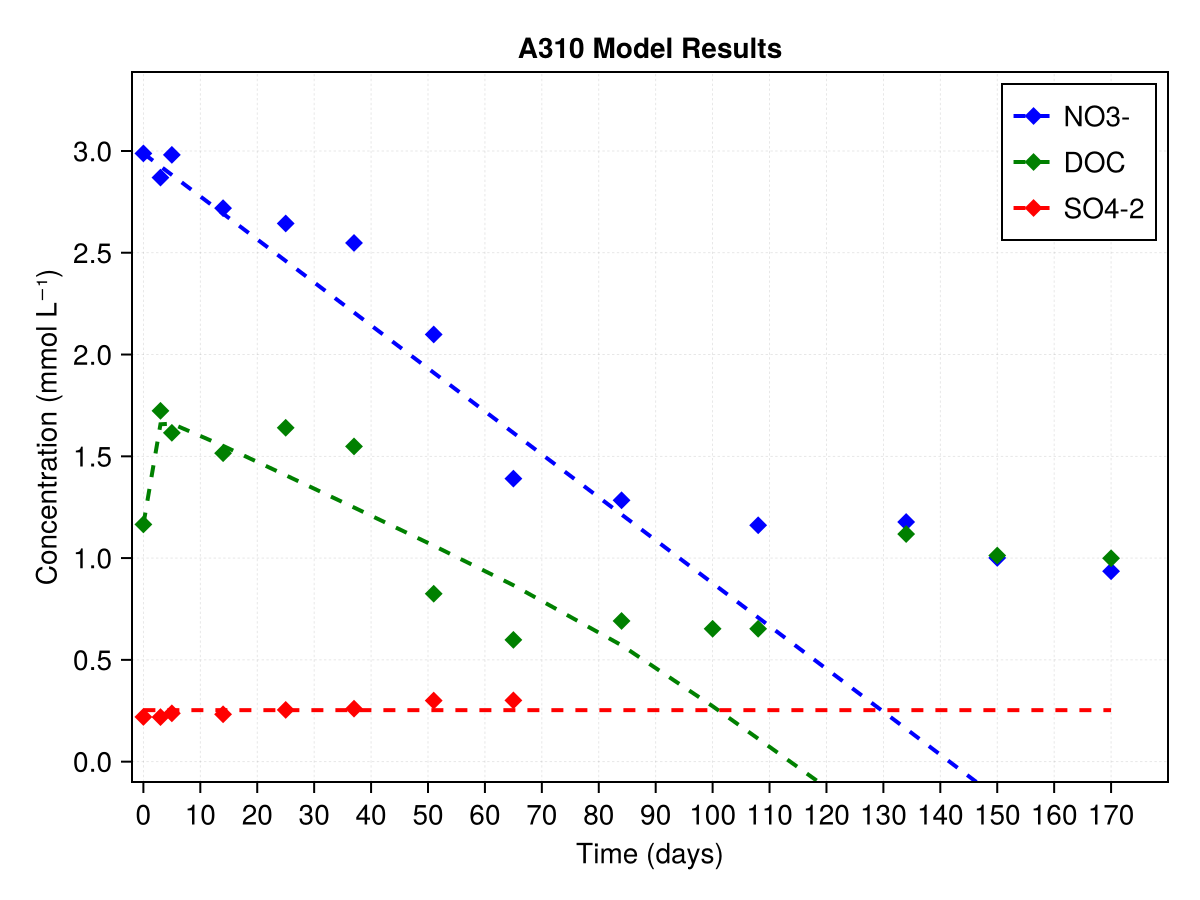 A310 Model Results
NO3-
DOC
SO4-2
Concentration (mmol L⁻¹)
3.0
2.5
2.0
1.5
1.0
0.5
0.0
0 10 20 30 40 50 60 70 80 90 100 110 120 130 140 150 160 170
Time (days)